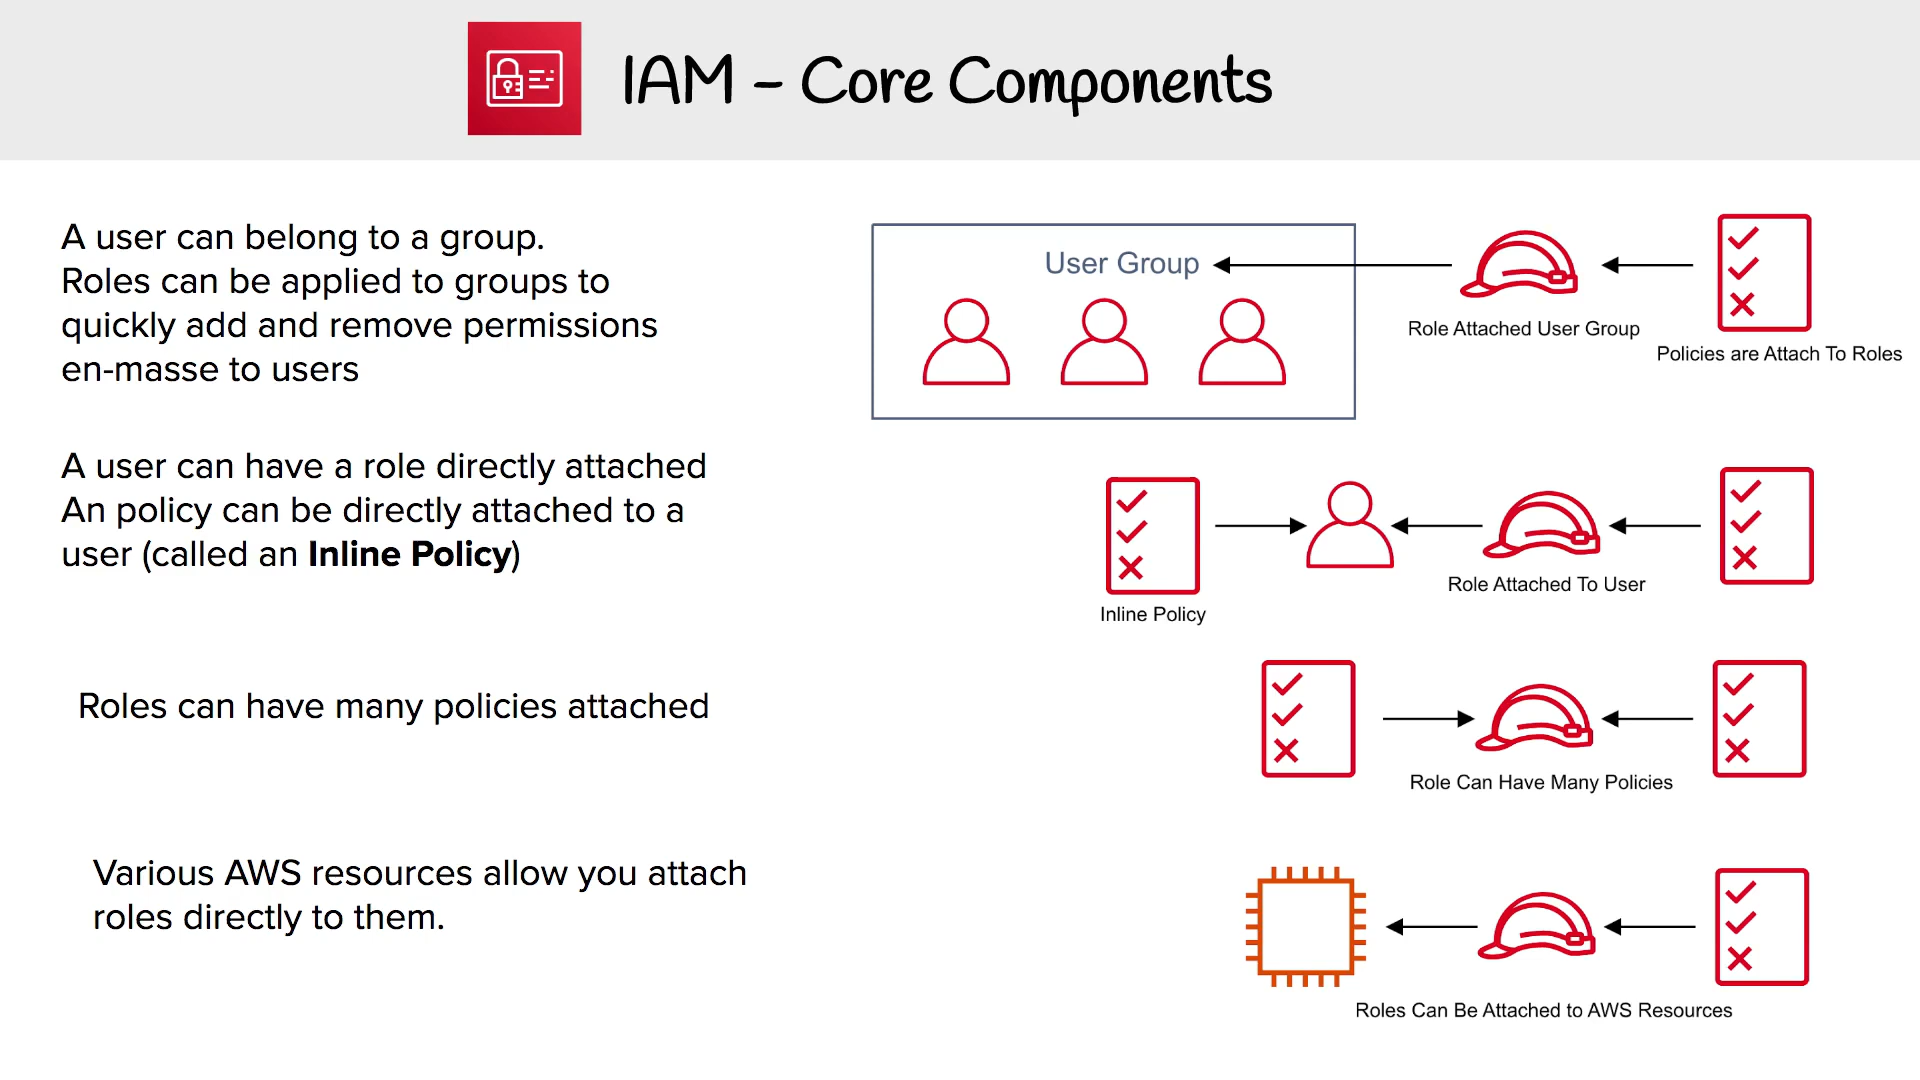 IAM – Core Components
A user can belong to a group.
Roles can be applied to groups to
quickly add and remove permissions
en-masse to users
User Group
Role Attached User Group
Policies are Attach To Roles
A user can have a role directly attached
An policy can be directly attached to a
user (called an Inline Policy)
Inline Policy
Role Attached To User
Roles can have many policies attached
Role Can Have Many Policies
Various AWS resources allow you attach
roles directly to them.
Roles Can Be Attached to AWS Resources